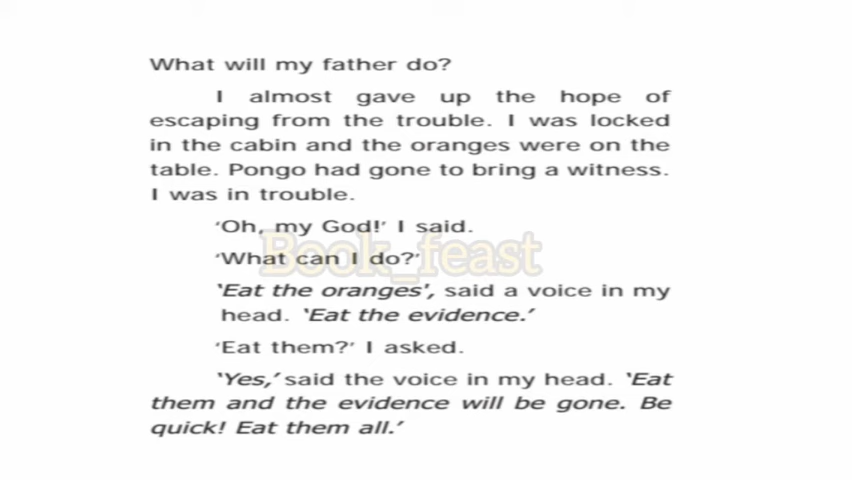 What will my father do?
I almost gave up the hope of
escaping from the trouble. I was locked
in the cabin and the oranges were on the
table. Pongo had gone to bring a witness.
I was in trouble.
‘Oh, my God!’ I said.
Book_feast
‘What can I do?’
‘Eat the oranges', said a voice in my
head. ‘Eat the evidence.’
‘Eat them?’ I asked.
‘Yes,’ said the voice in my head. ‘Eat
them and the evidence will be gone. Be
quick! Eat them all.’